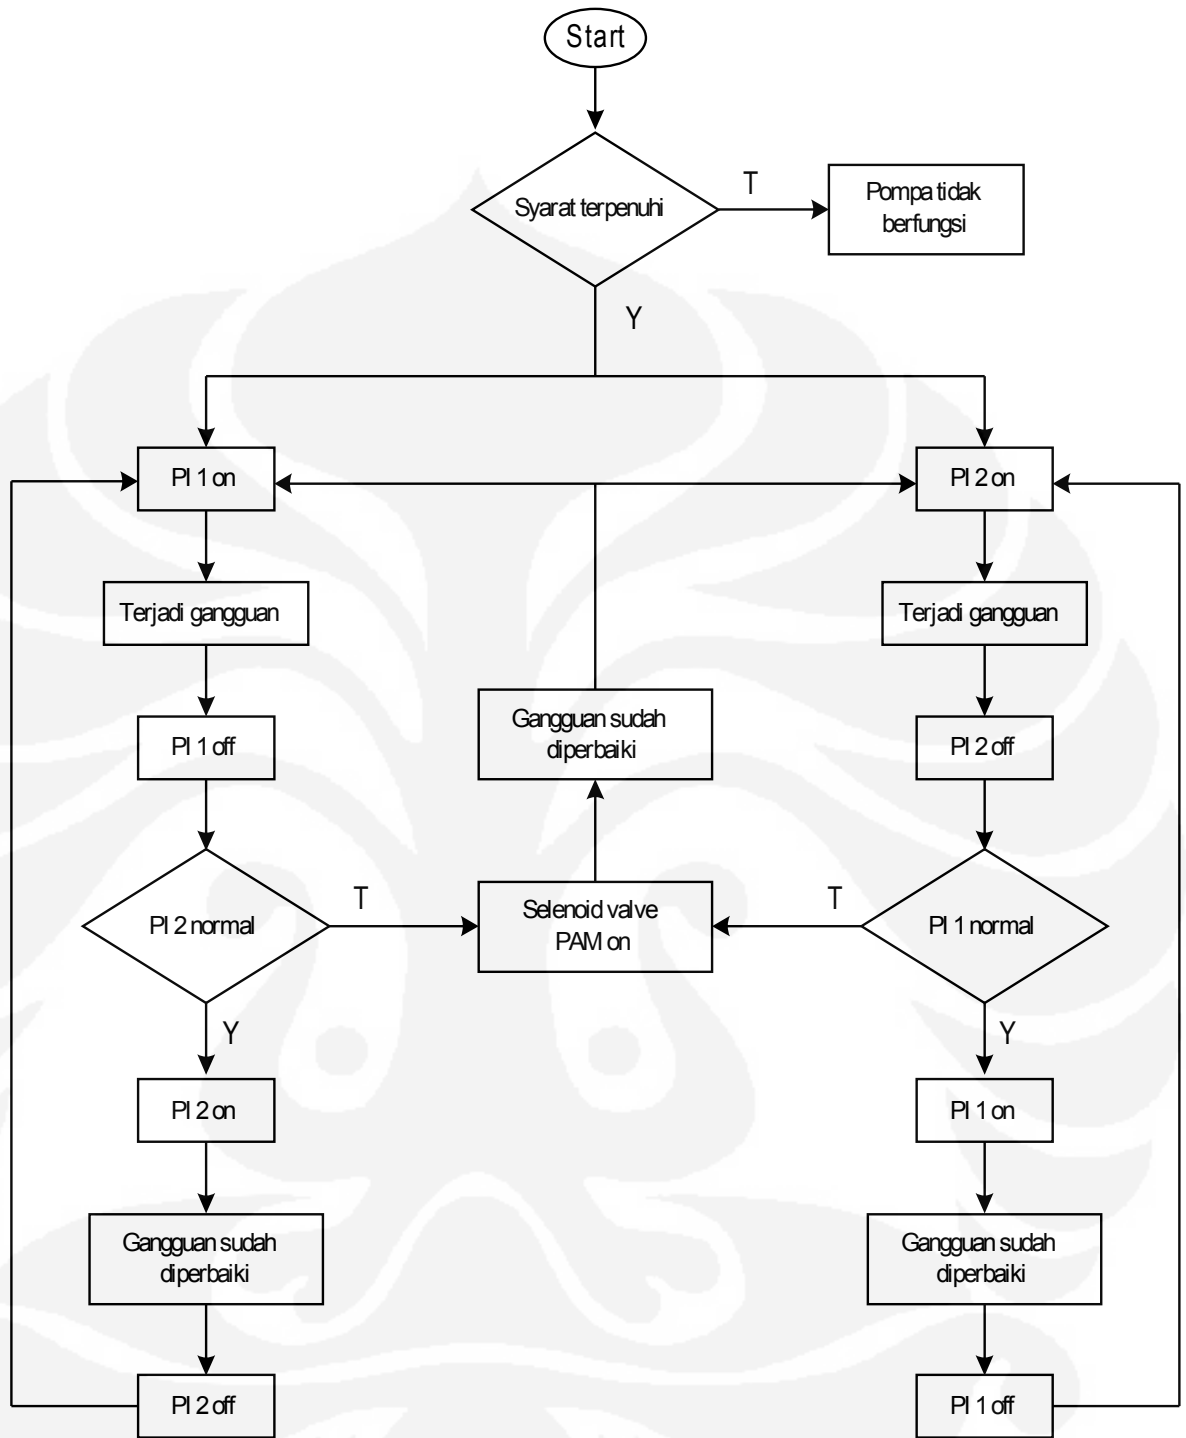 Start
Syarat terpenuhi
T
Pompa tidak
berfungsi
Y
PI 1 on
PI 2 on
Terjadi gangguan
Terjadi gangguan
Gangguan sudah
diperbaiki
PI 1 off
PI 2 off
PI 2 normal
T
Selenoid valve
PAM on
T
PI 1 normal
Y
Y
PI 2 on
PI 1 on
Gangguan sudah
diperbaiki
Gangguan sudah
diperbaiki
PI 2 off
PI 1 off